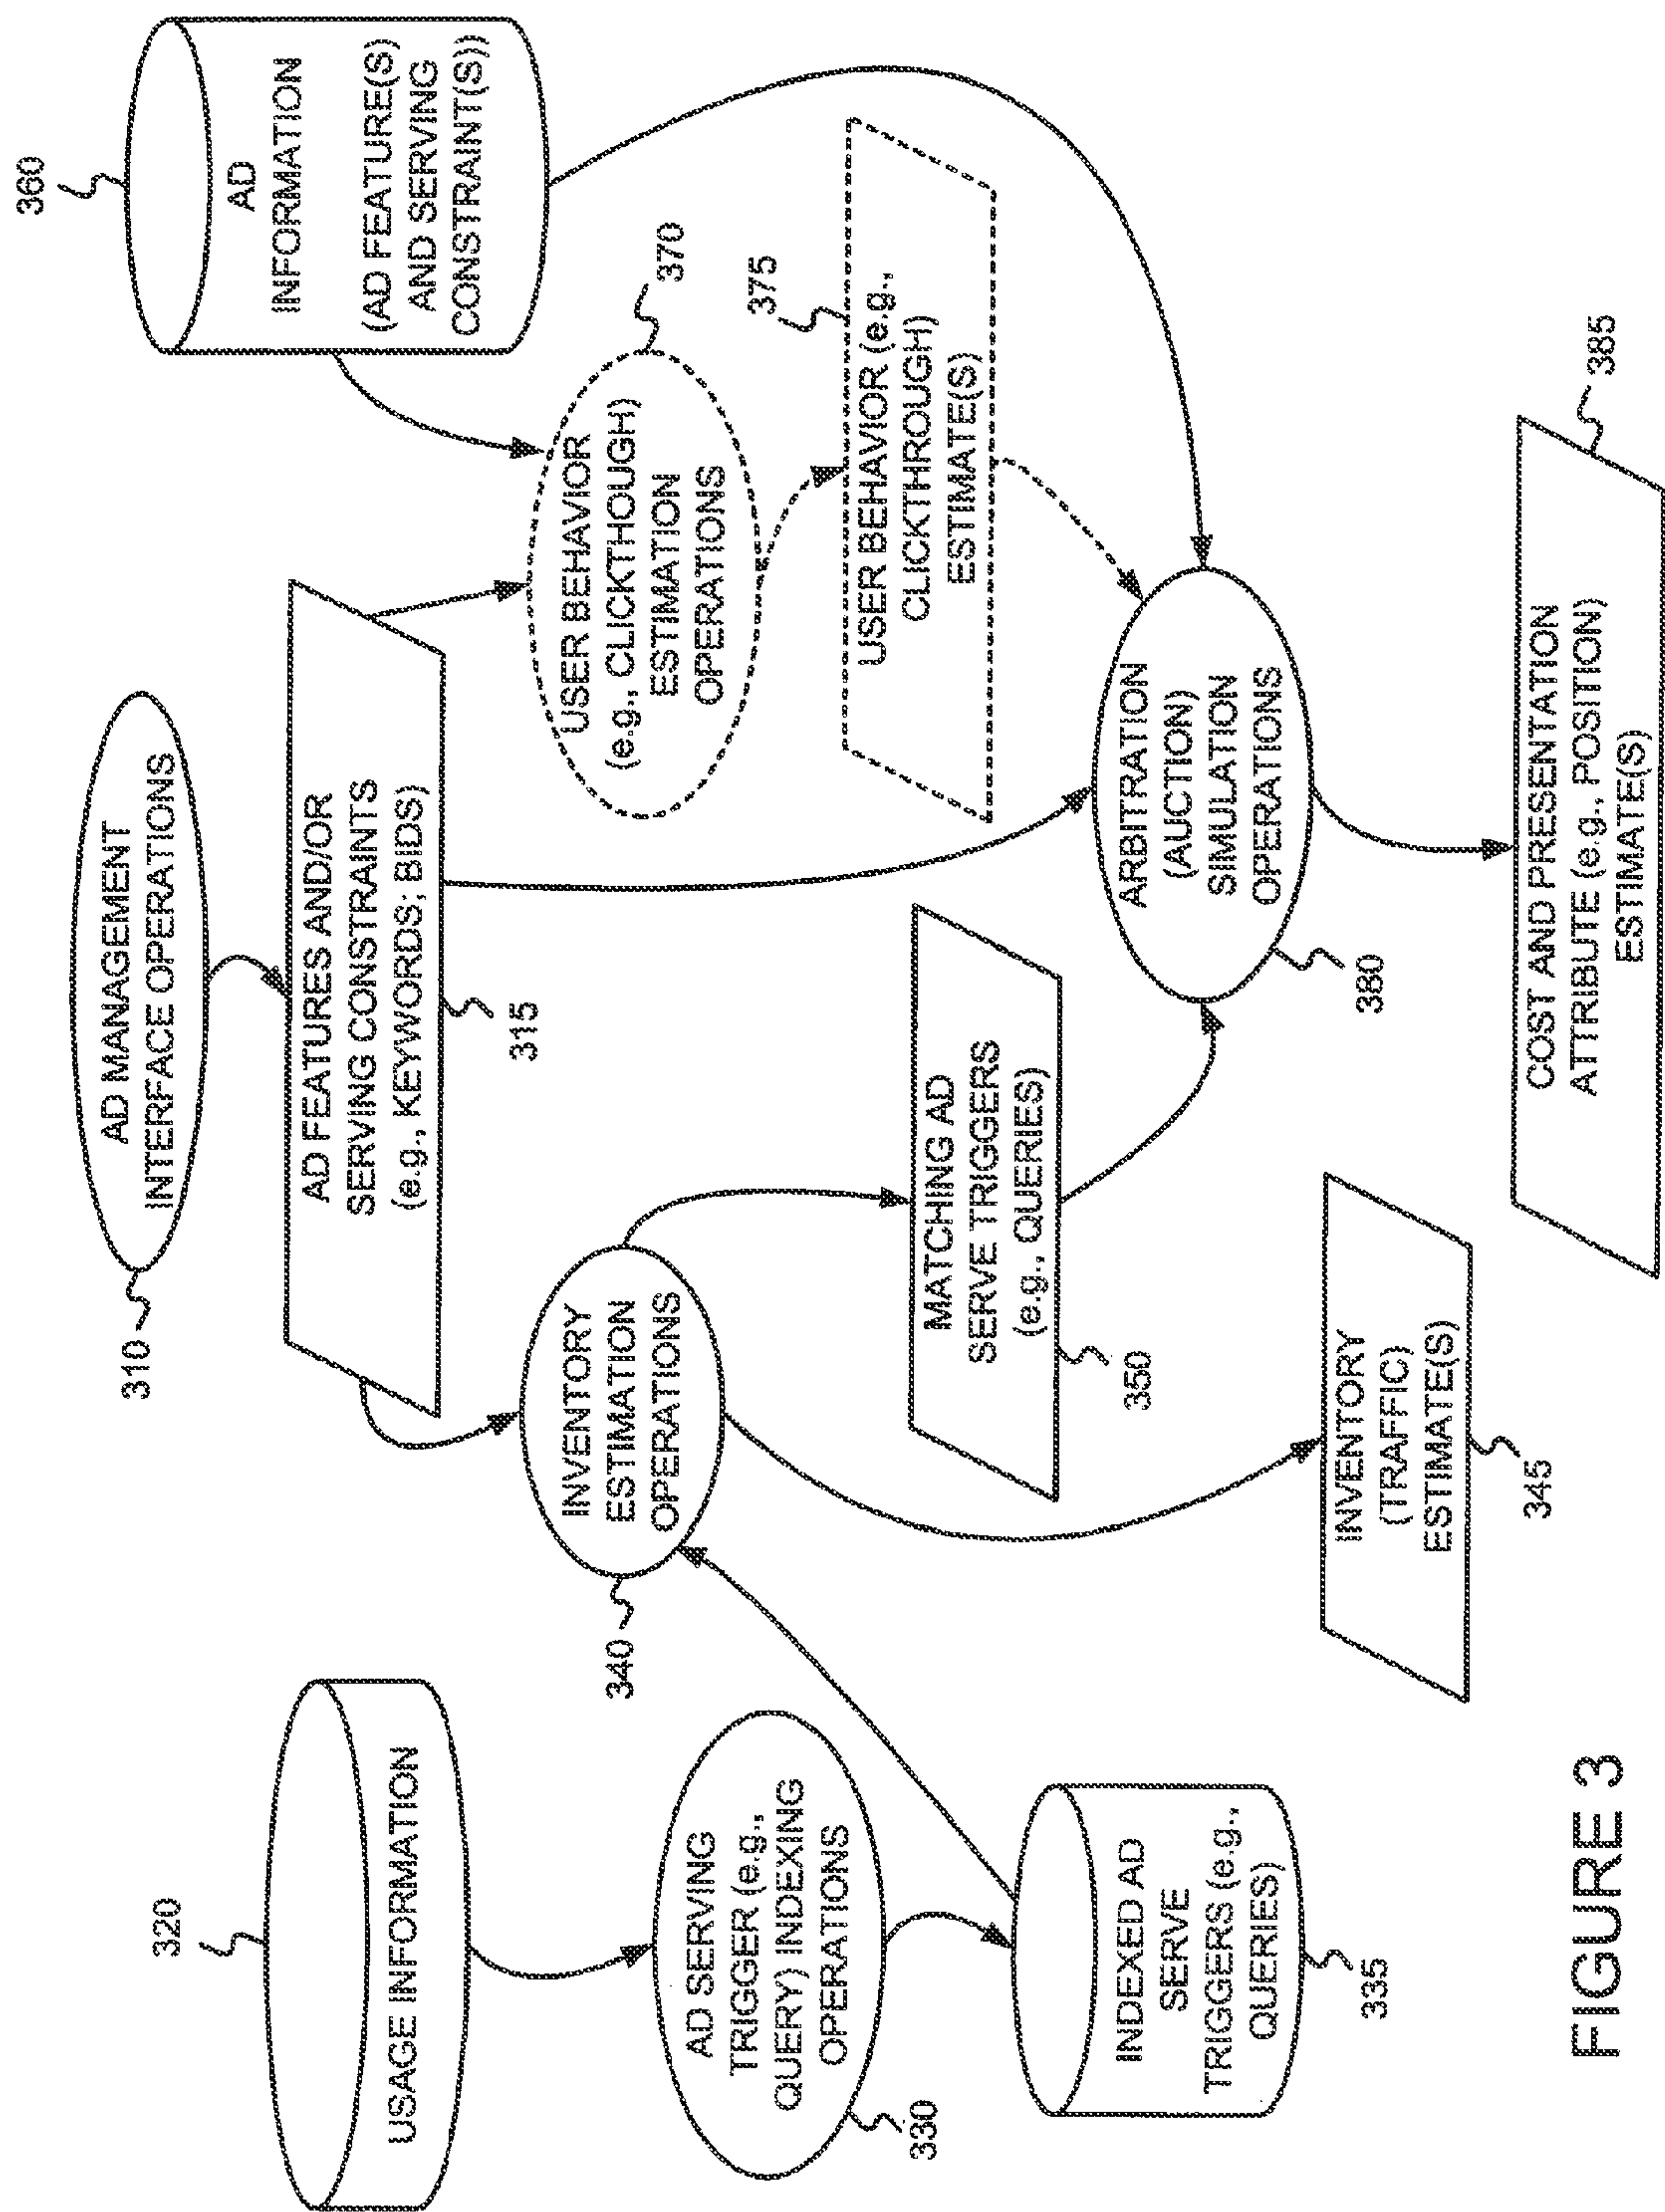 360
310
AD MANAGEMENT
INTERFACE OPERATIONS
AD
INFORMATION
(AD FEATURE(S)
AND SERVING
CONSTRAINT(S))
320
USAGE INFORMATION
AD FEATURES AND/OR
SERVING CONSTRAINTS
(e.g., KEYWORDS; BIDS)
315
370
USER BEHAVIOR
(e.g., CLICKTHOUGH)
ESTIMATION
OPERATIONS
340
INVENTORY
ESTIMATION
OPERATIONS
330
AD SERVING
TRIGGER (e.g.,
QUERY) INDEXING
OPERATIONS
375
USER BEHAVIOR (e.g.,
CLICKTHROUGH)
ESTIMATE(S)
MATCHING AD
SERVE TRIGGERS
(e.g., QUERIES)
350
INDEXED AD
SERVE
TRIGGERS (e.g.,
QUERIES)
335
ARBITRATION
(AUCTION)
SIMULATION
OPERATIONS
380
INVENTORY
(TRAFFIC)
ESTIMATE(S)
345
385
COST AND PRESENTATION
ATTRIBUTE (e.g., POSITION)
ESTIMATE(S)
FIGURE 3